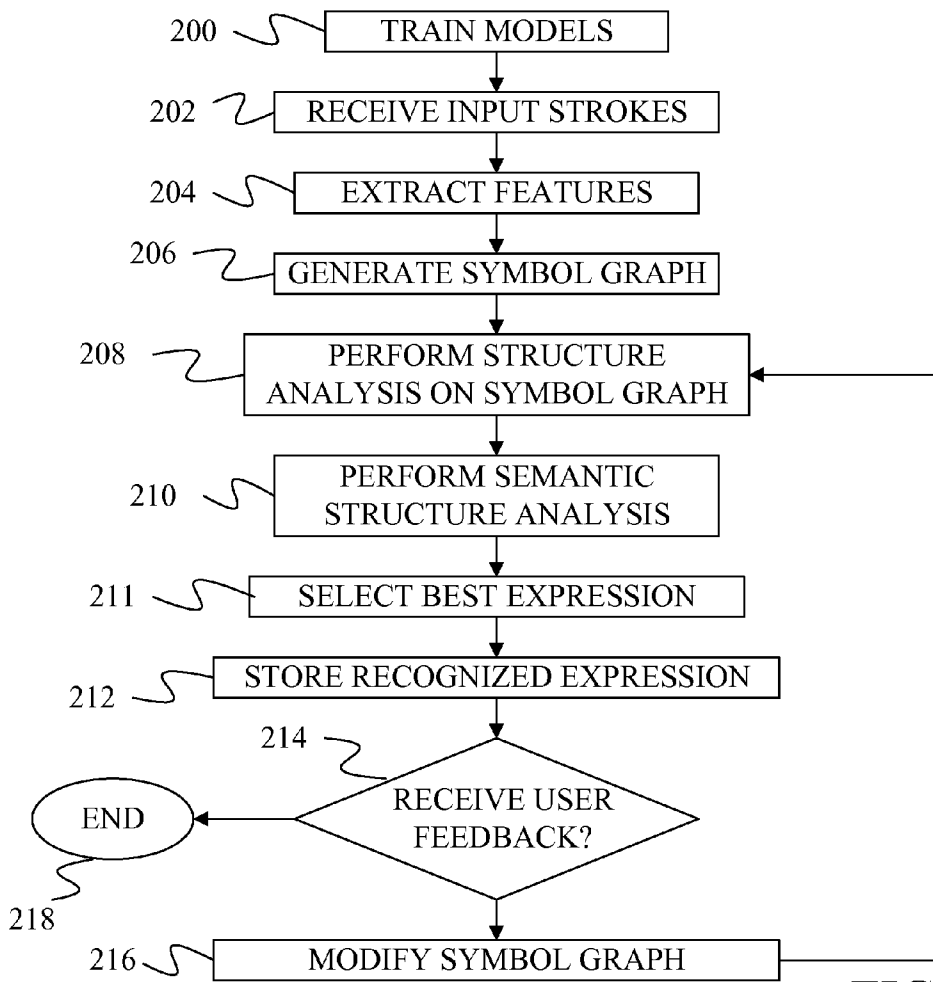 200
TRAIN MODELS
202
RECEIVE INPUT STROKES
204
EXTRACT FEATURES
206
GENERATE SYMBOL GRAPH
208
PERFORM STRUCTURE
ANALYSIS ON SYMBOL GRAPH
210
PERFORM SEMANTIC
STRUCTURE ANALYSIS
211
SELECT BEST EXPRESSION
212
STORE RECOGNIZED EXPRESSION
214
RECEIVE USER
FEEDBACK?
END
218
216
MODIFY SYMBOL GRAPH